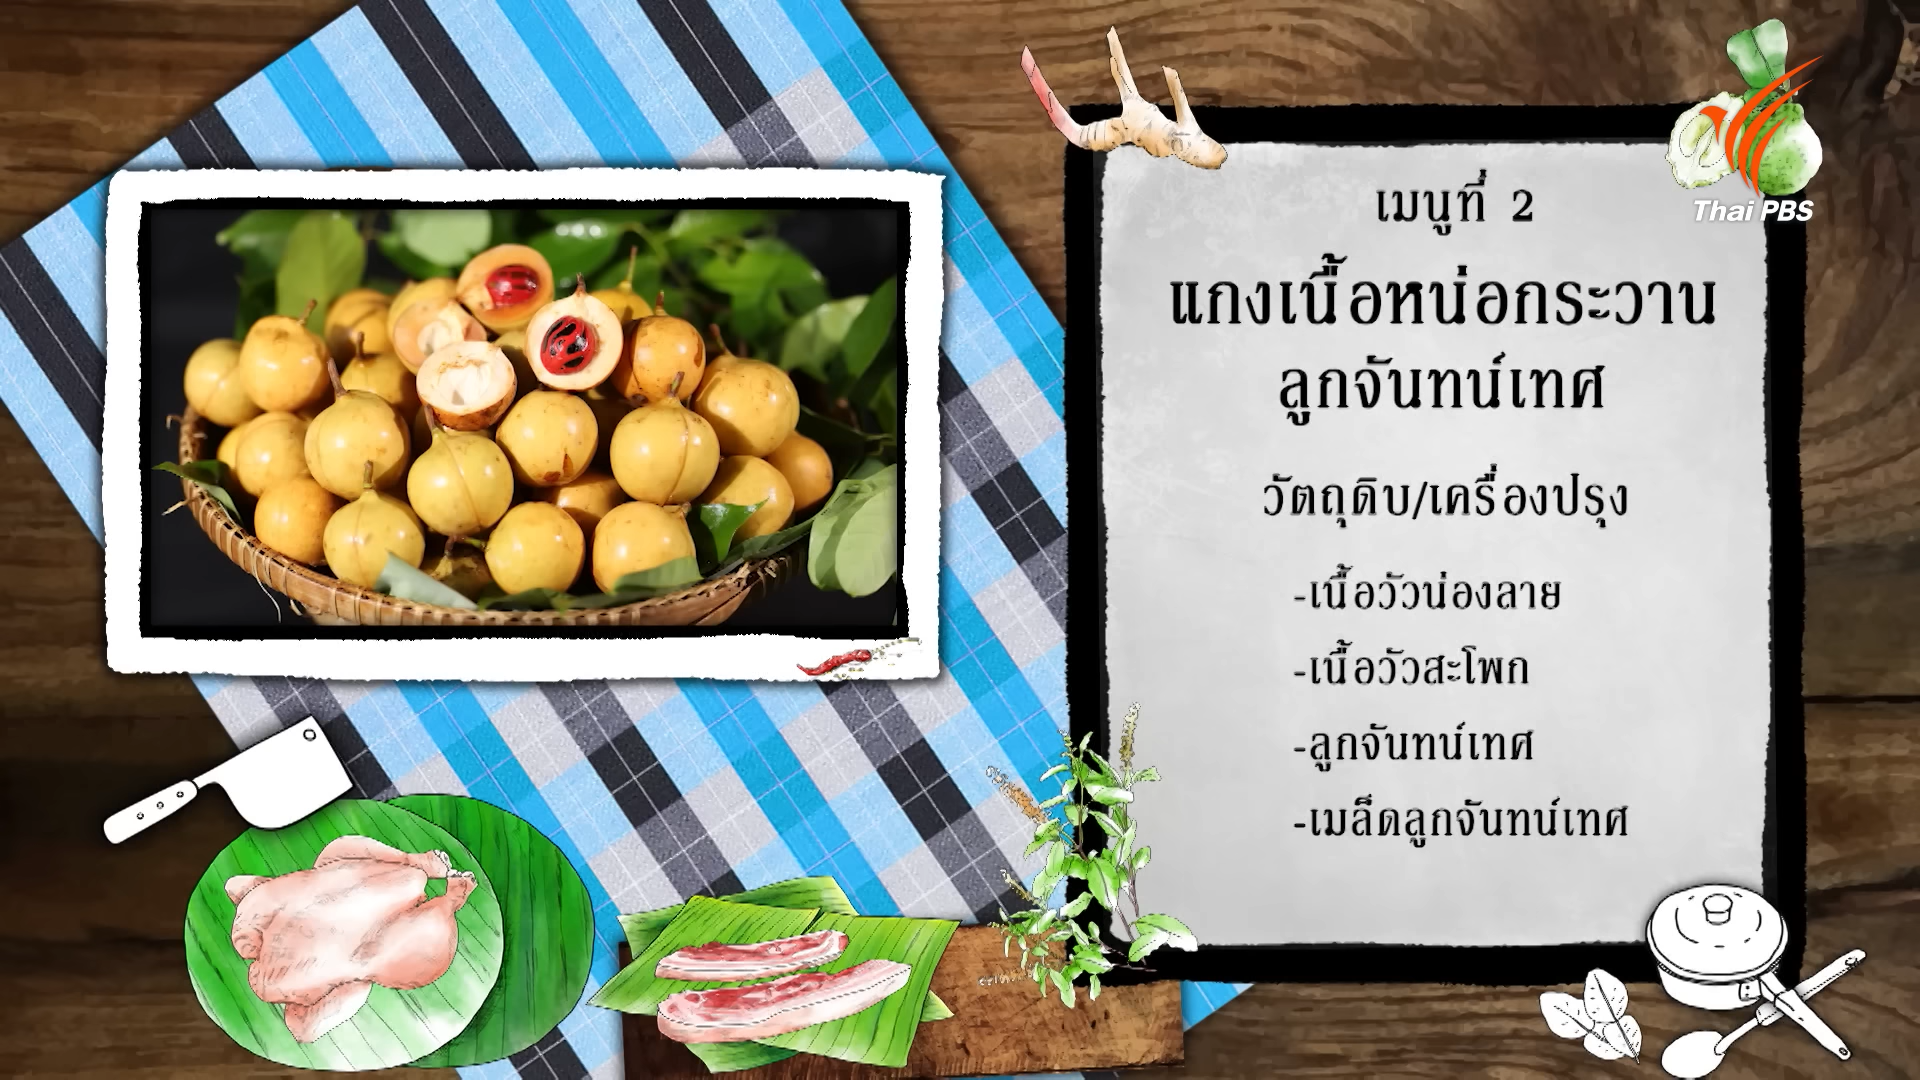 เมนูที่ 2
แกงเนื้อหน่อกระวาน
ลูกจันทน์เทศ
วัตถุดิบ/เครื่องปรุง
-เนื้อวัวน่องลาย
-เนื้อวัวสะโพก
-ลูกจันทน์เทศ
-เมล็ดลูกจันทน์เทศ
Thai PBS